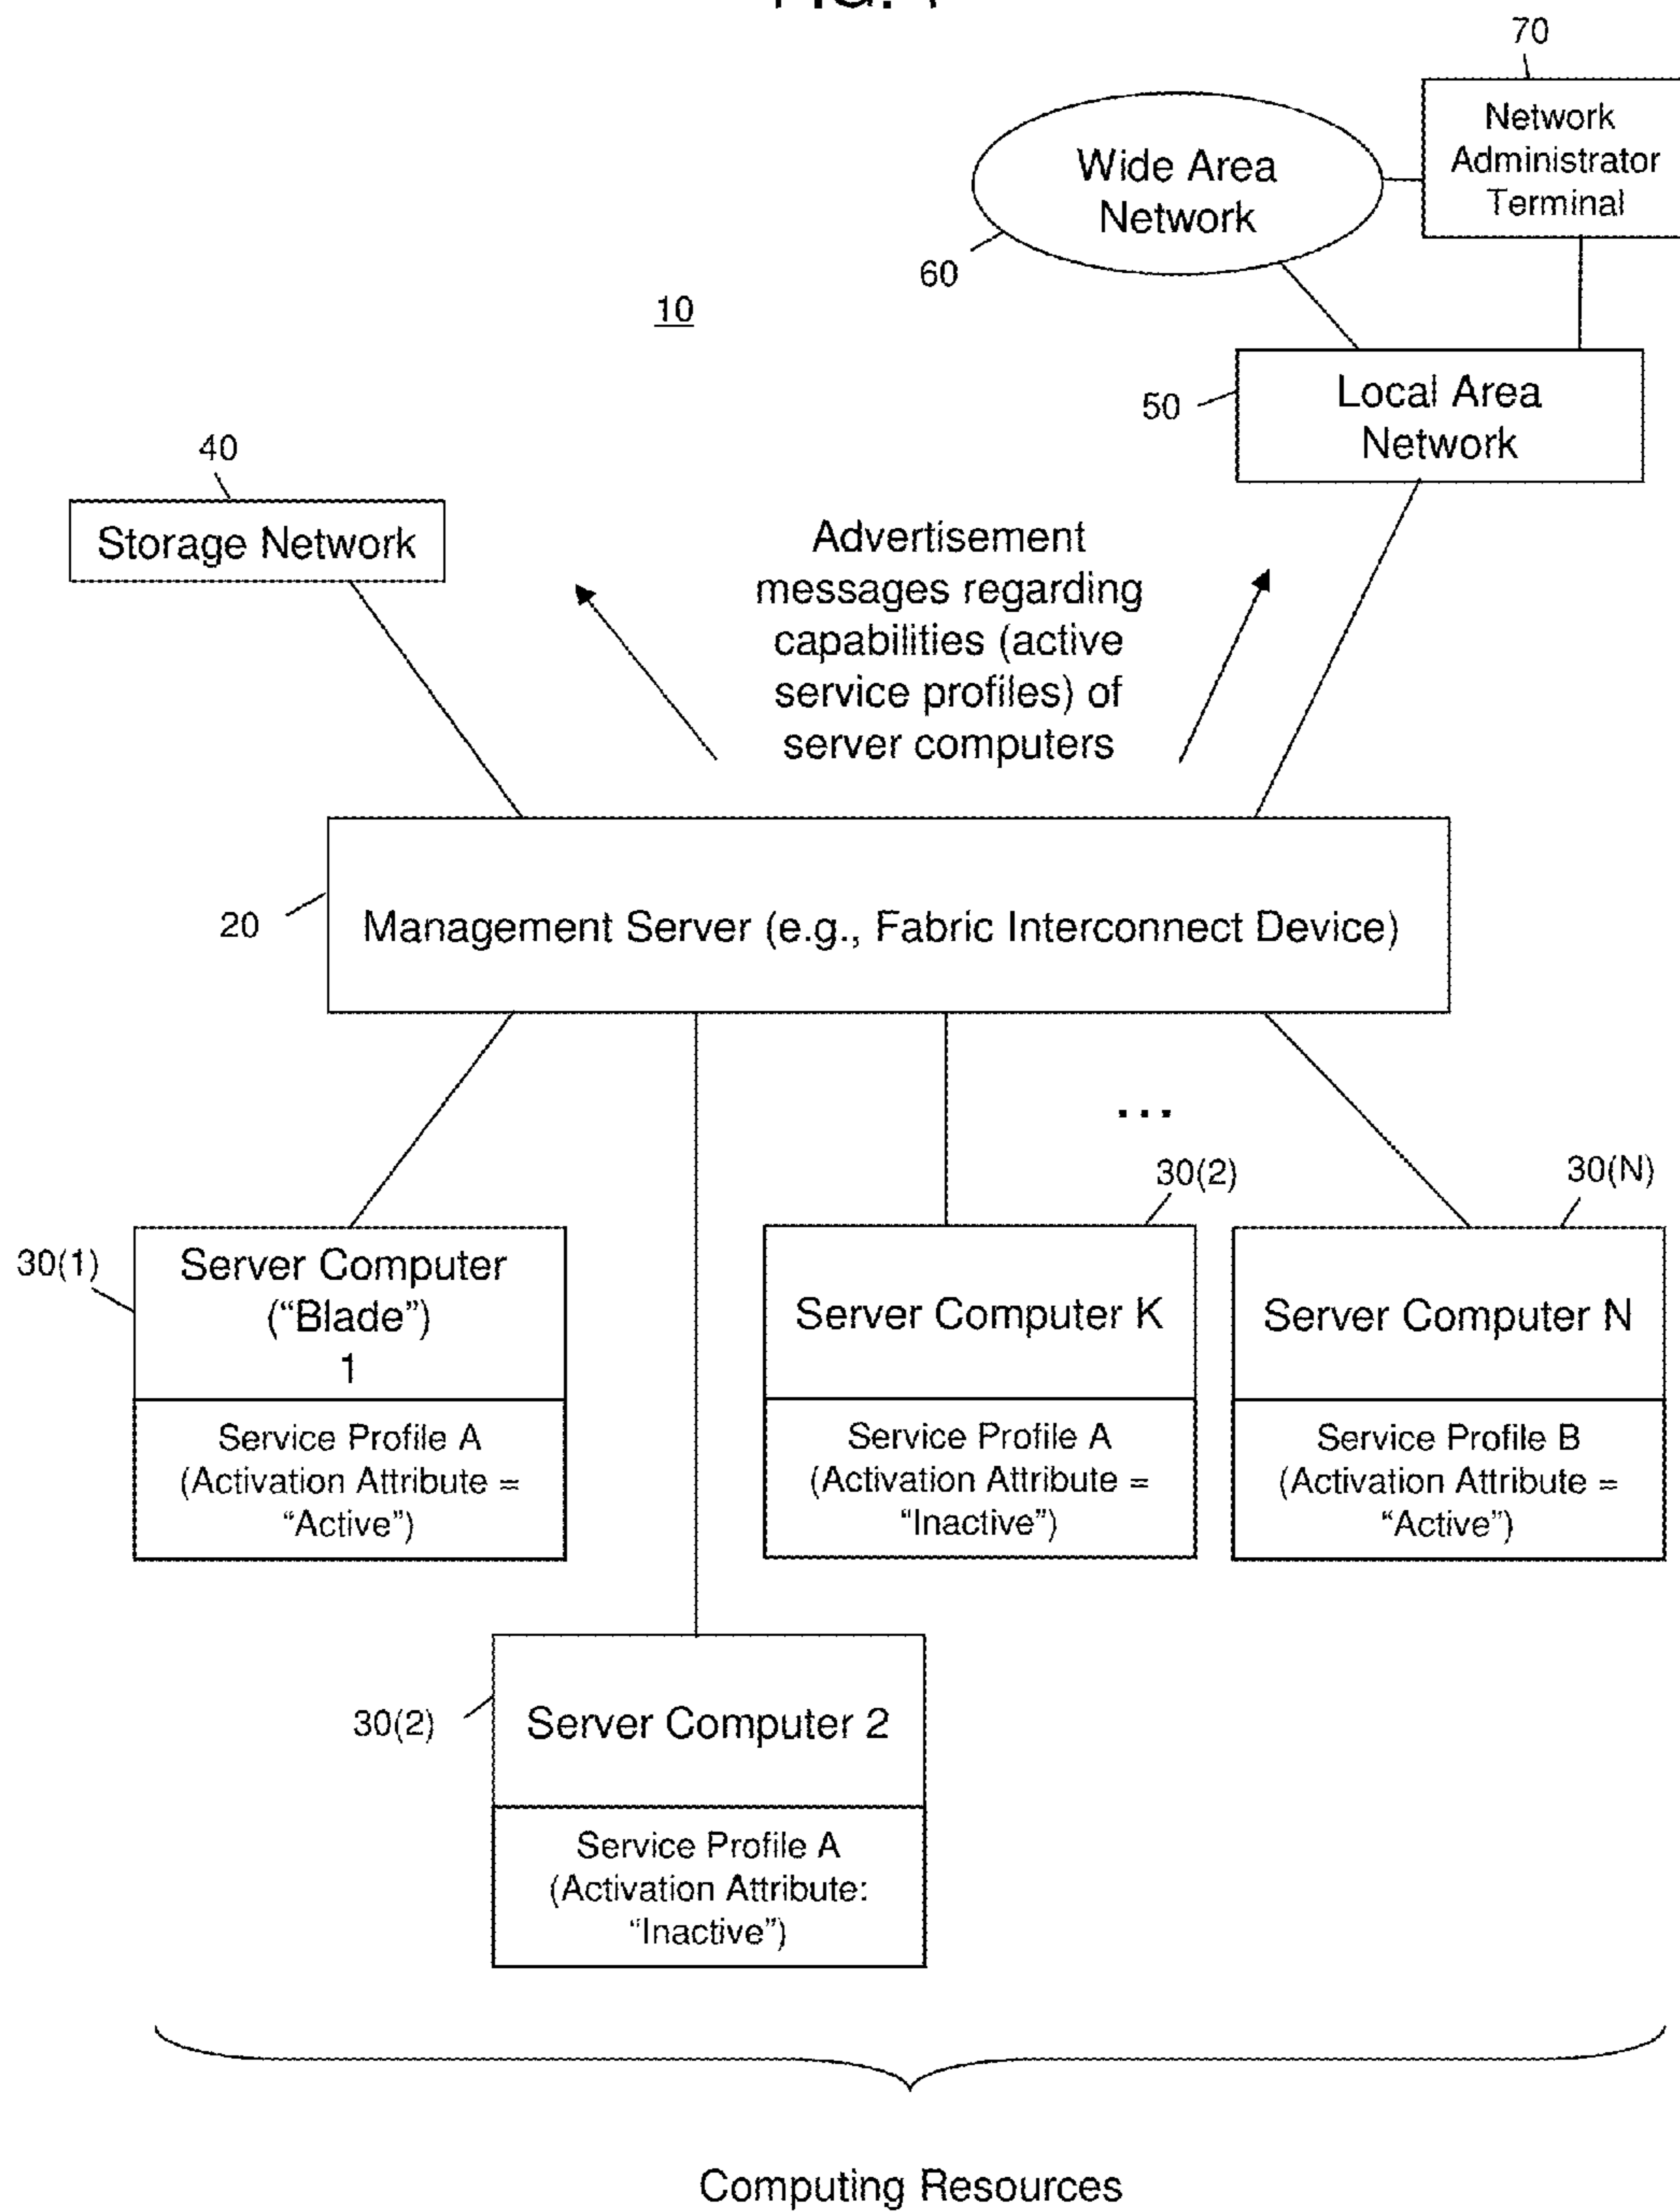 70
Network
Administrator
Terminal
Wide Area
Network
60
10
50
Local Area
Network
40
Storage Network
Advertisement
messages regarding
capabilities (active
service profiles) of
server computers
20
Management Server (e.g., Fabric Interconnect Device)
...
30(1)
Server Computer
(“Blade”)
1
Service Profile A
(Activation Attribute =
“Active”)
30(2)
Server Computer K
Service Profile A
(Activation Attribute =
“Inactive”)
30(N)
Server Computer N
Service Profile B
(Activation Attribute =
“Active”)
30(2)
Server Computer 2
Service Profile A
(Activation Attribute:
“Inactive”)
Computing Resources